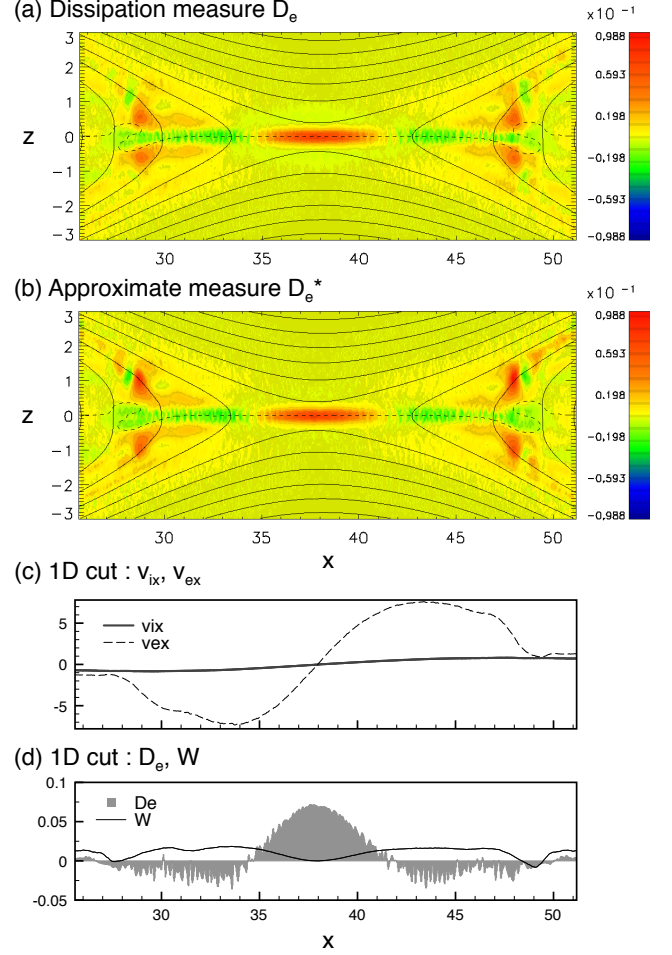 (a) Dissipation measure De
x10 -1
3
2
1
z 0
-1
-2
-3
30 35 40 45 50
0,988
0,593
0,198
-0,198
-0,593
-0,988
(b) Approximate measure De*
x10 -1
3
2
1
z 0
-1
-2
-3
30 35 40 45 50
x
0,988
0,593
0,198
-0,198
-0,593
-0,988
(c) 1D cut : vix, vex
5
0
-5
vix
vex
(d) 1D cut : De, W
0.1
0.05
0
-0.05
De
W
30 35 40 45 50
x